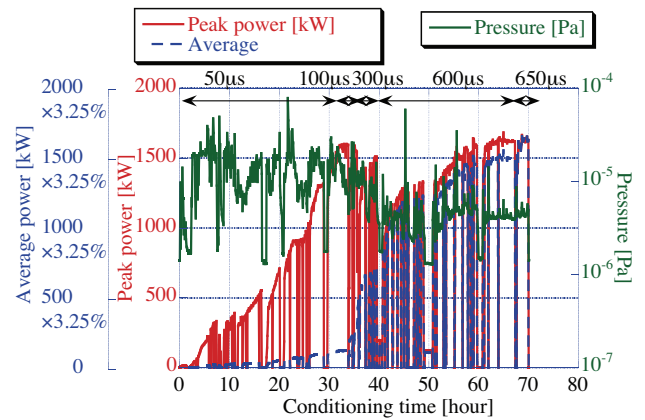 Peak power [kW]
Average
Pressure [Pa]
50μs 100μs 300μs 600μs 650μs
2000 ×3.25%
1500 ×3.25%
1000 ×3.25%
500 ×3.25%
0
Average power [kW]
2000
1500
1000
500
0
Peak power [kW]
10⁻⁴
10⁻⁵
10⁻⁶
10⁻⁷
Pressure [Pa]
0 10 20 30 40 50 60 70 80
Conditioning time [hour]